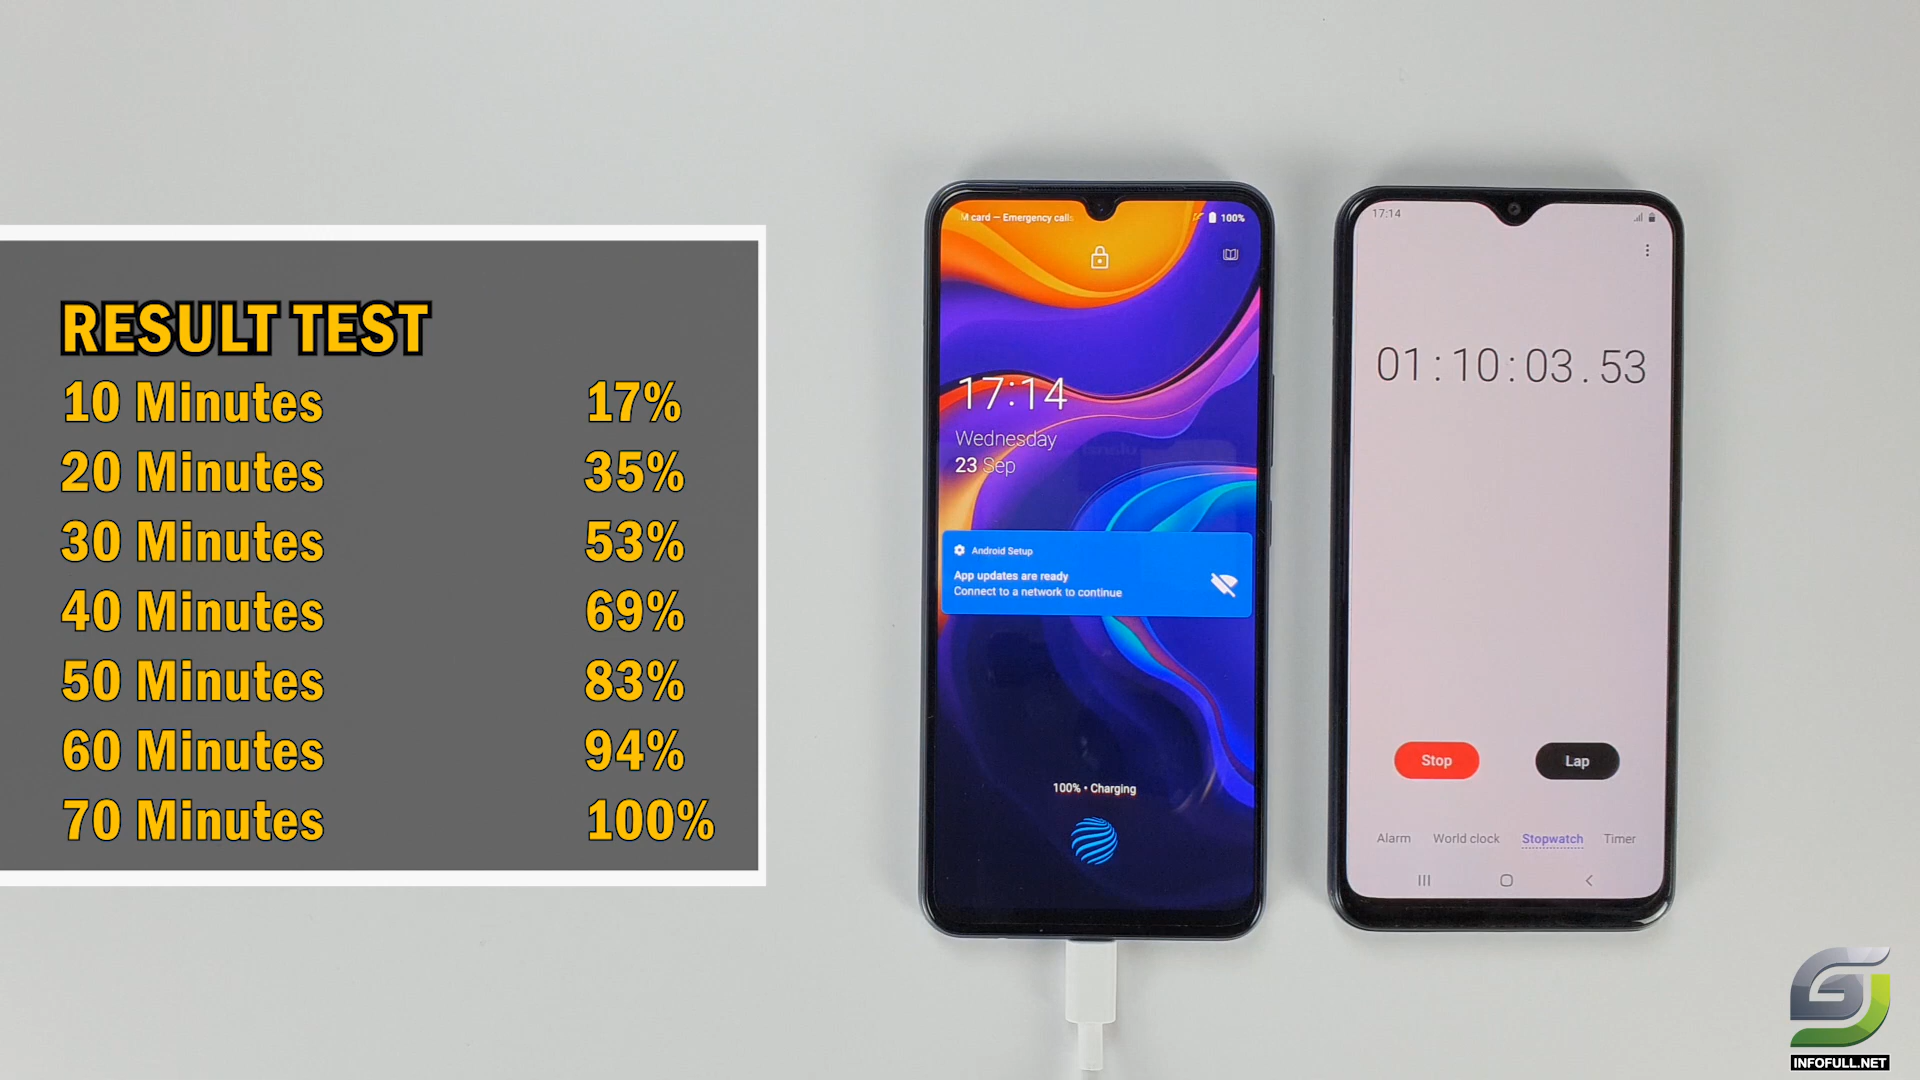 RESULT TEST
10 Minutes 17%
20 Minutes 35%
30 Minutes 53%
40 Minutes 69%
50 Minutes 83%
60 Minutes 94%
70 Minutes 100%
M card — Emergency calls 100%
17:14
Wednesday
23 Sep
Android Setup
App updates are ready
Connect to a network to continue
100% • Charging
17:14
01:10:03.53
Stop Lap
Alarm World clock Stopwatch Timer
INFOFULL.NET